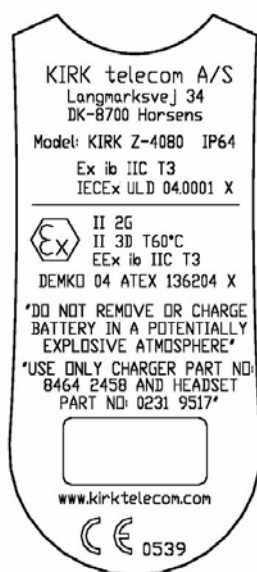 KIRK telecom A/S
Langmarksvej 34
DK-8700 Horsens
Model: KIRK Z-4080 IP64
Ex ib IIC T3
IECEx ULD 04.0001 X
Ex
II 2G
II 3D T60°C
EEx ib IIC T3
DEMKO 04 ATEX 136204 X
"DO NOT REMOVE OR CHARGE
BATTERY IN A POTENTIALLY
EXPLOSIVE ATMOSPHERE"
"USE ONLY CHARGER PART NO:
8464 2458 AND HEADSET
PART NO: 0231 9517"
www.kirktelecom.com
CE 0539